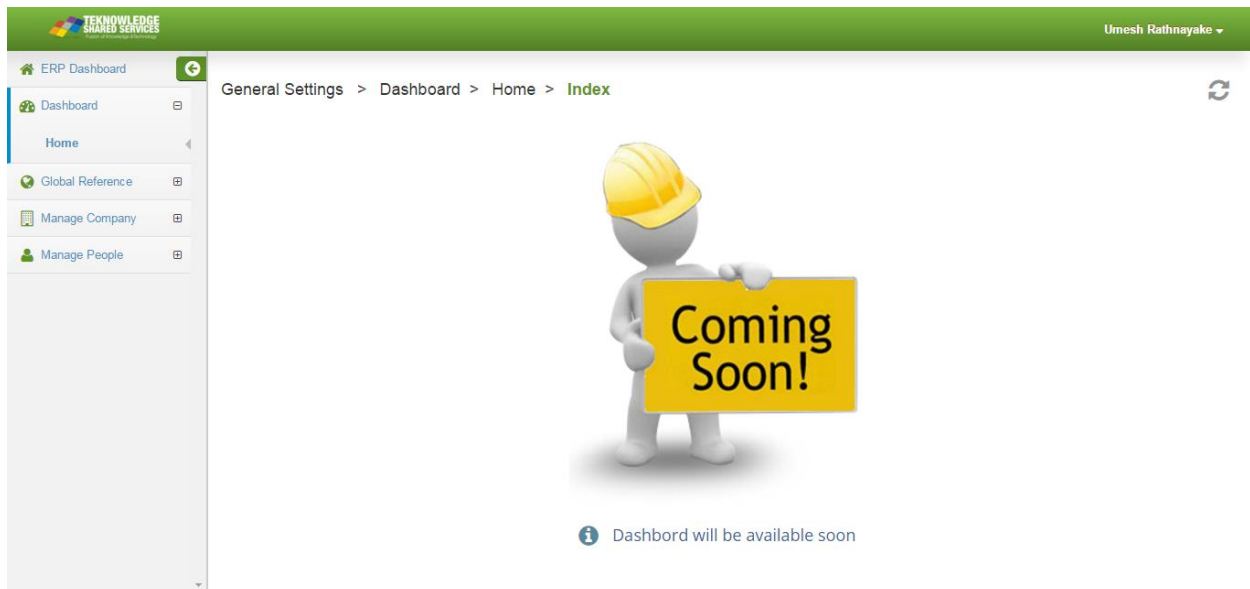 TEKNOWLEDGE
SHARED SERVICES
Umesh Rathnayake
ERP Dashboard
Dashboard
Home
Global Reference
Manage Company
Manage People
General Settings > Dashboard > Home > Index
Coming
Soon!
Dashbord will be available soon